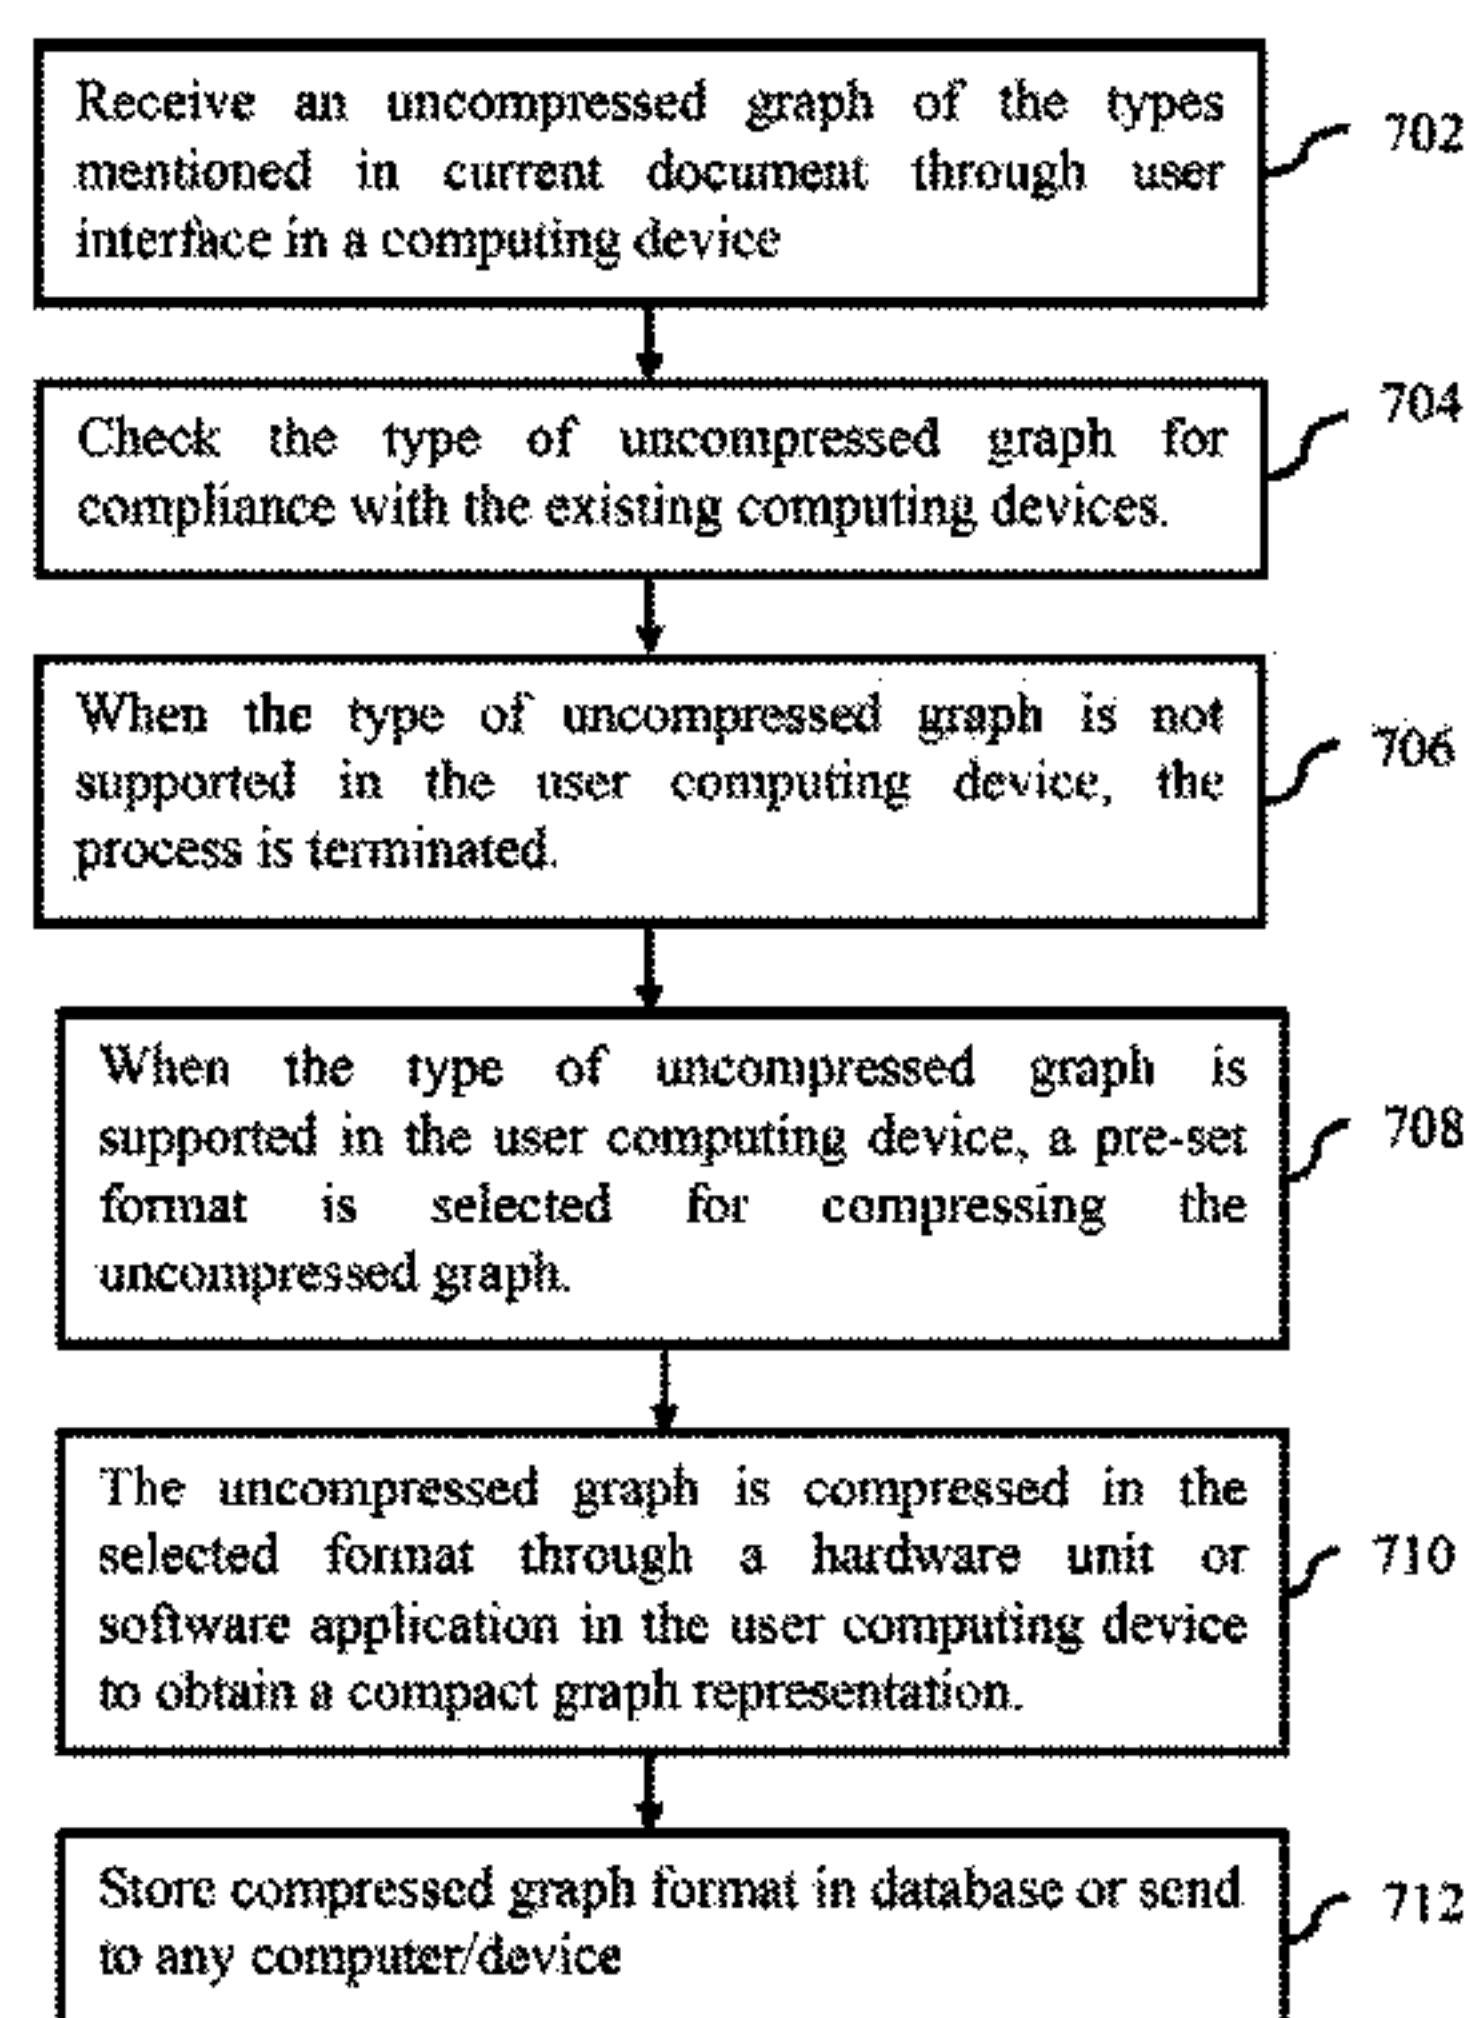 Receive an uncompressed graph of the types
mentioned in current document through user
interface in a computing device
702
Check the type of uncompressed graph for
compliance with the existing computing devices.
704
When the type of uncompressed graph is not
supported in the user computing device, the
process is terminated.
706
When the type of uncompressed graph is
supported in the user computing device, a pre-set
format is selected for compressing the
uncompressed graph.
708
The uncompressed graph is compressed in the
selected format through a hardware unit or
software application in the user computing device
to obtain a compact graph representation.
710
Store compressed graph format in database or send
to any computer/device
712